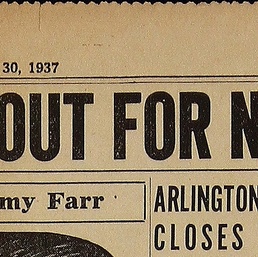 30, 1937
OUT FOR N
my Farr
ARLINGTON
CLOSES